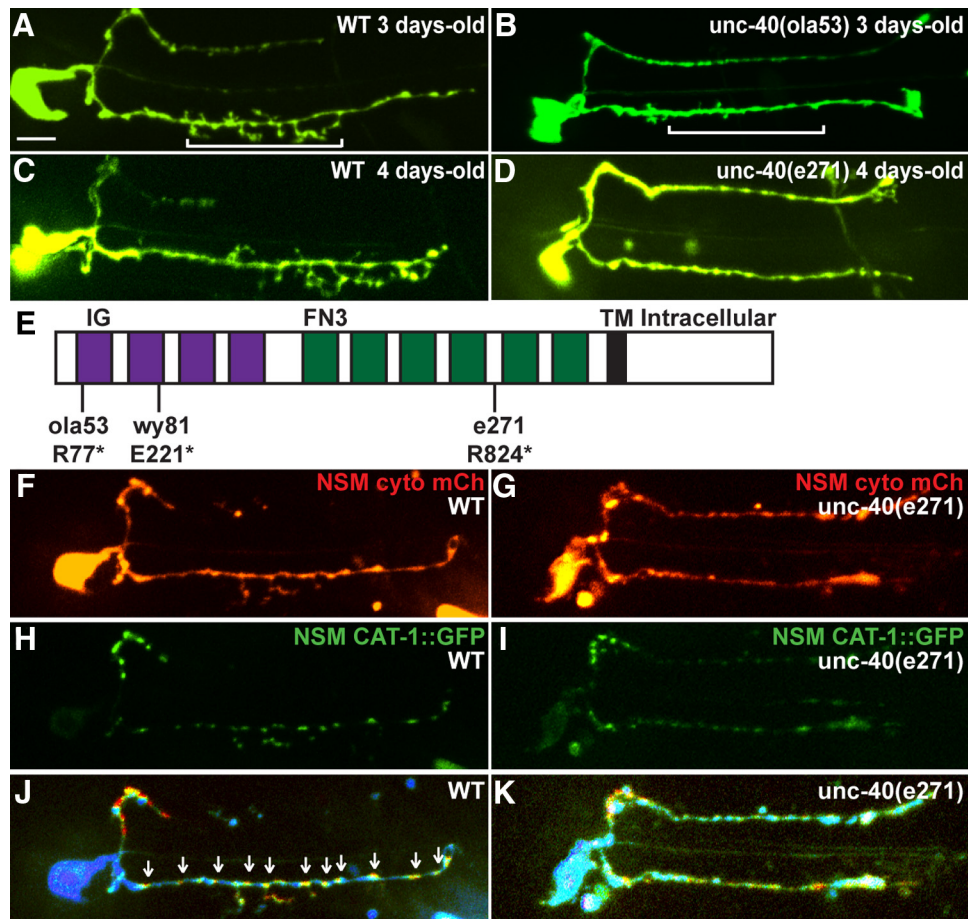 A WT 3 days-old
B unc-40(ola53) 3 days-old
C WT 4 days-old
D unc-40(e271) 4 days-old
E IG FN3 TM Intracellular
ola53 wy81 e271
R77* E221* R824*
F NSM cyto mCh
WT
G NSM cyto mCh
unc-40(e271)
H NSM CAT-1::GFP
WT
I NSM CAT-1::GFP
unc-40(e271)
J WT
K unc-40(e271)